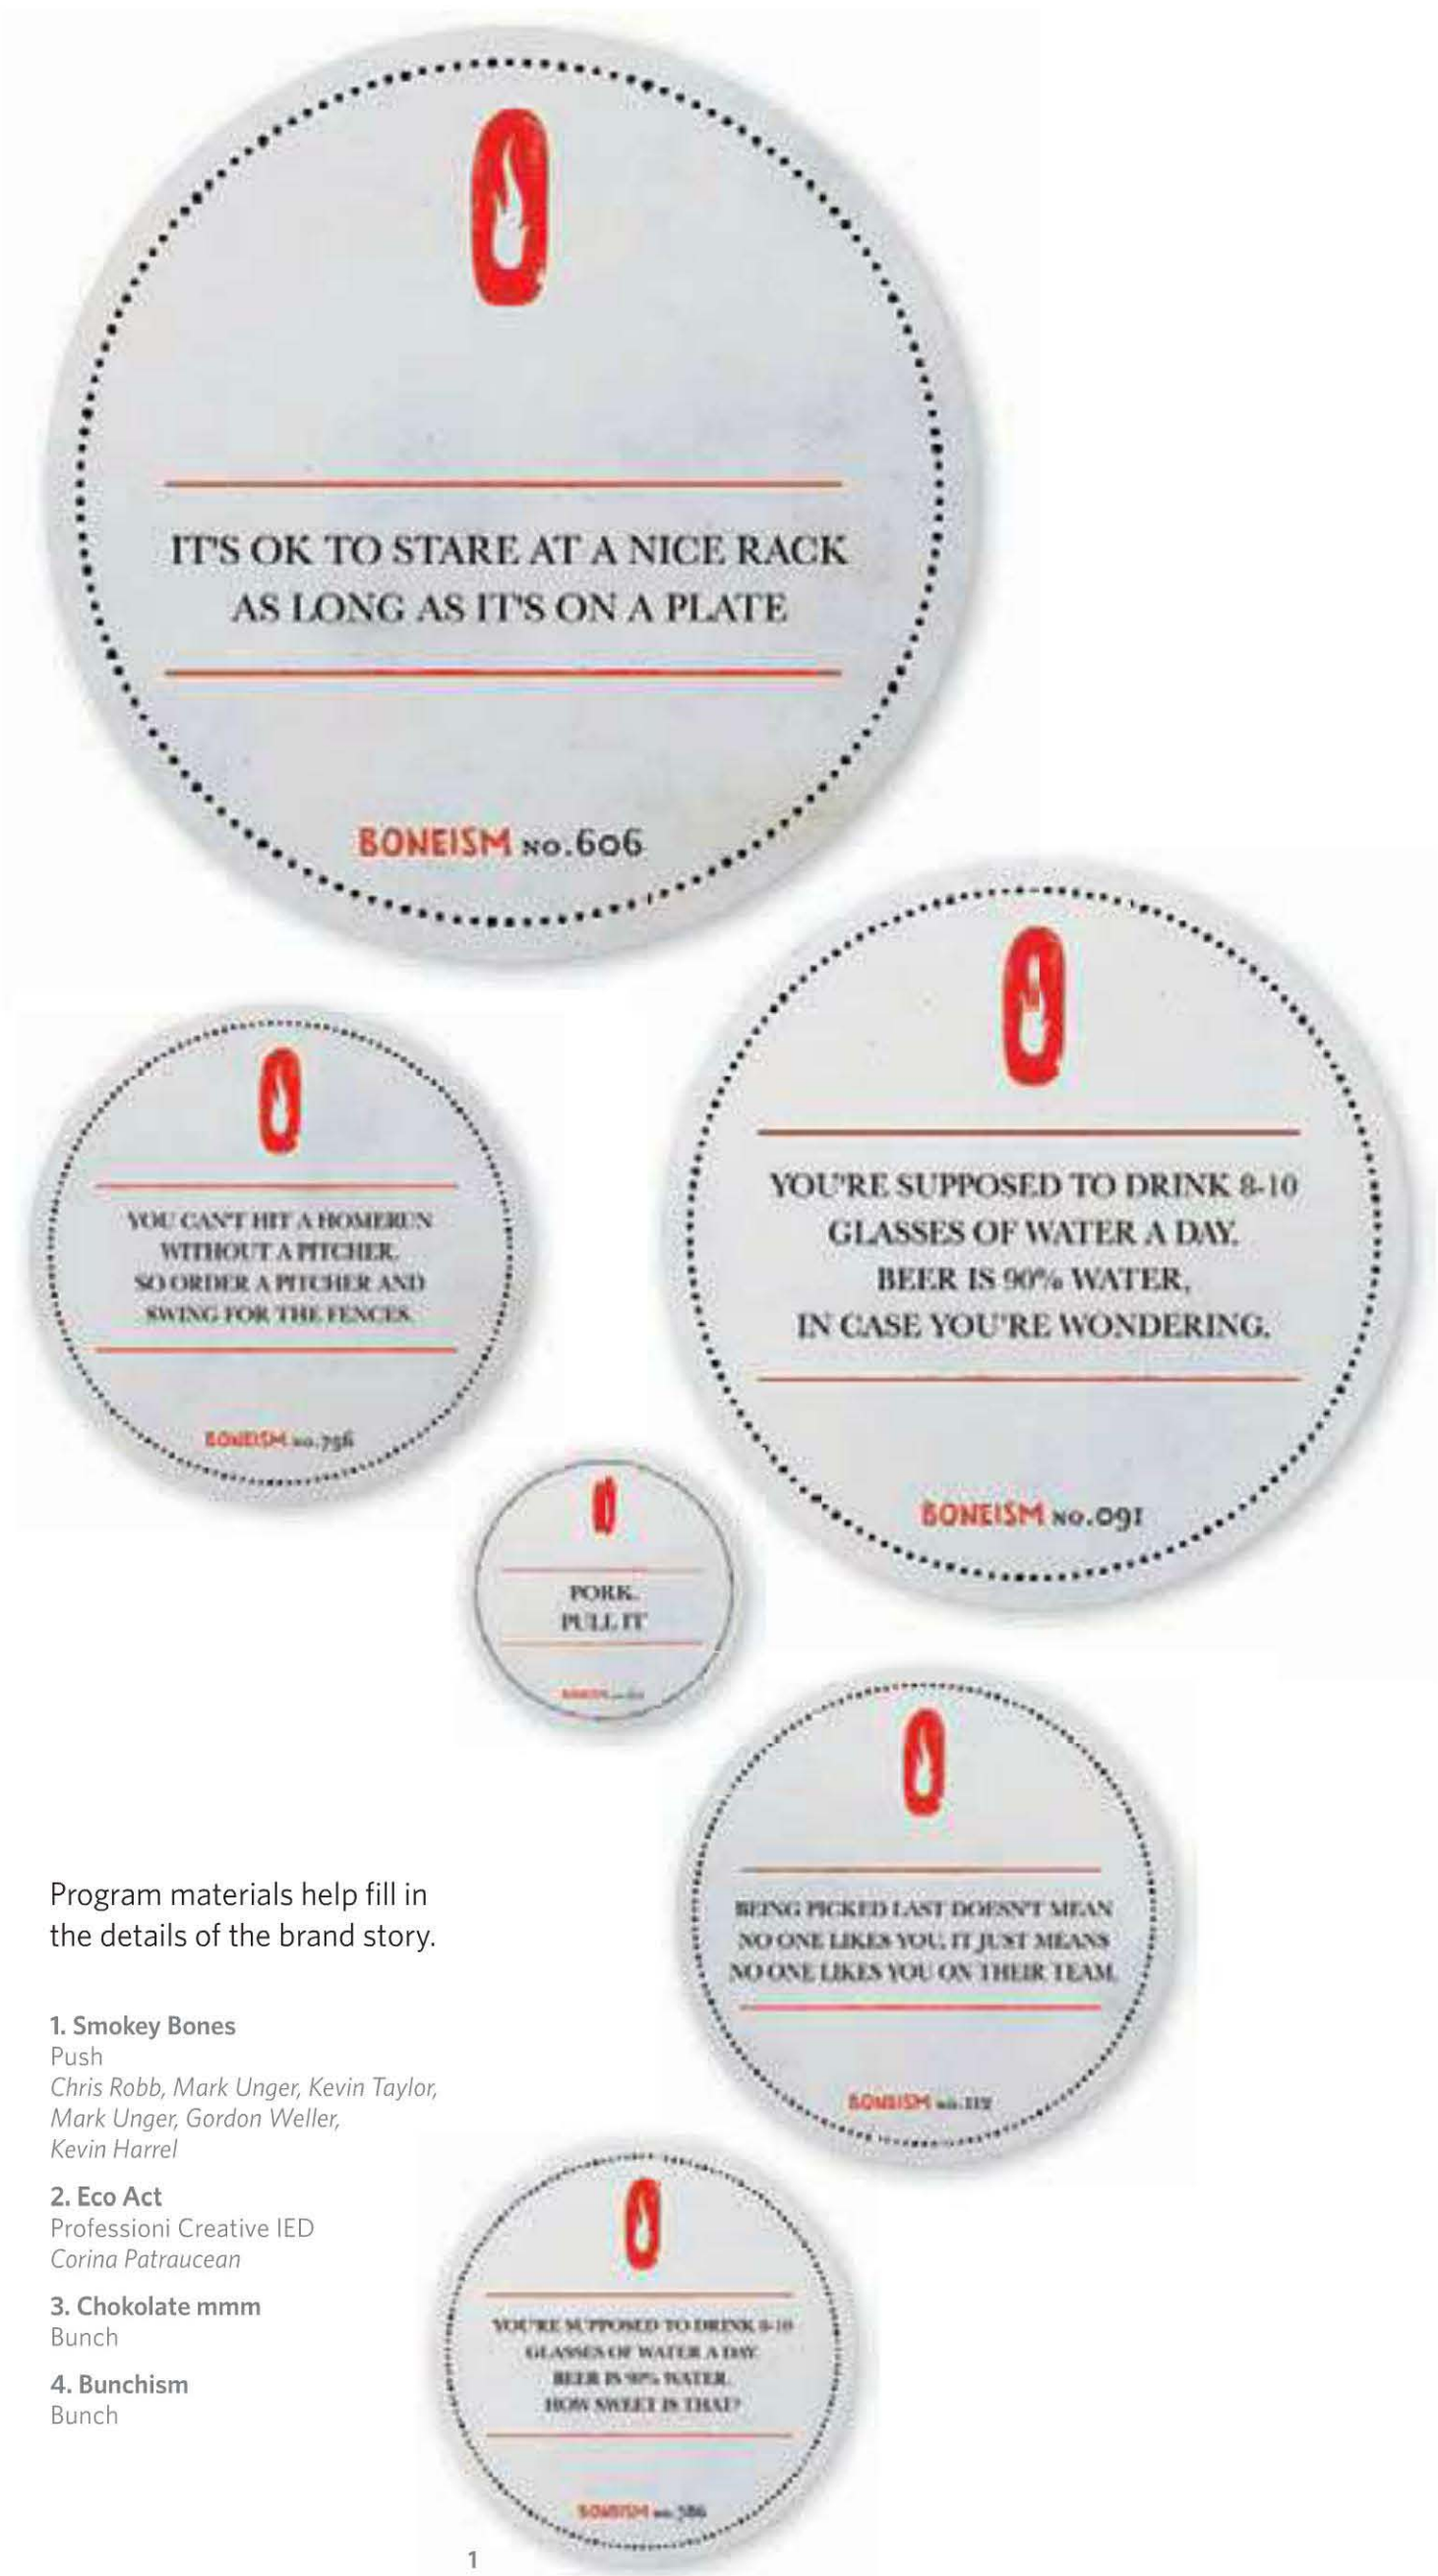 IT'S OK TO STARE AT A NICE RACK
AS LONG AS IT'S ON A PLATE
BONEISM NO.606
YOU'RE SUPPOSED TO DRINK 8-10
GLASSES OF WATER A DAY.
BEER IS 90% WATER,
IN CASE YOU'RE WONDERING.
BONEISM NO.091
YOU CAN'T HIT A HOMERUN
WITHOUT A PITCHER.
SO ORDER A PITCHER AND
SWING FOR THE FENCES.
BONEISM NO.756
PORK.
PULL IT
BONEISM
BEING PICKED LAST DOESN'T MEAN
NO ONE LIKES YOU, IT JUST MEANS
NO ONE LIKES YOU ON THEIR TEAM.
BONEISM NO.112
Program materials help fill in
the details of the brand story.
1. Smokey Bones
Push
Chris Robb, Mark Unger, Kevin Taylor,
Mark Unger, Gordon Weller,
Kevin Harrel
2. Eco Act
Professioni Creative IED
Corina Patraucean
3. Chokolate mmm
Bunch
4. Bunchism
Bunch
YOU'RE SUPPOSED TO DRINK 8-10
GLASSES OF WATER A DAY.
BEER IS 90% WATER.
HOW SWEET IS THAT?
BONEISM NO.386
1